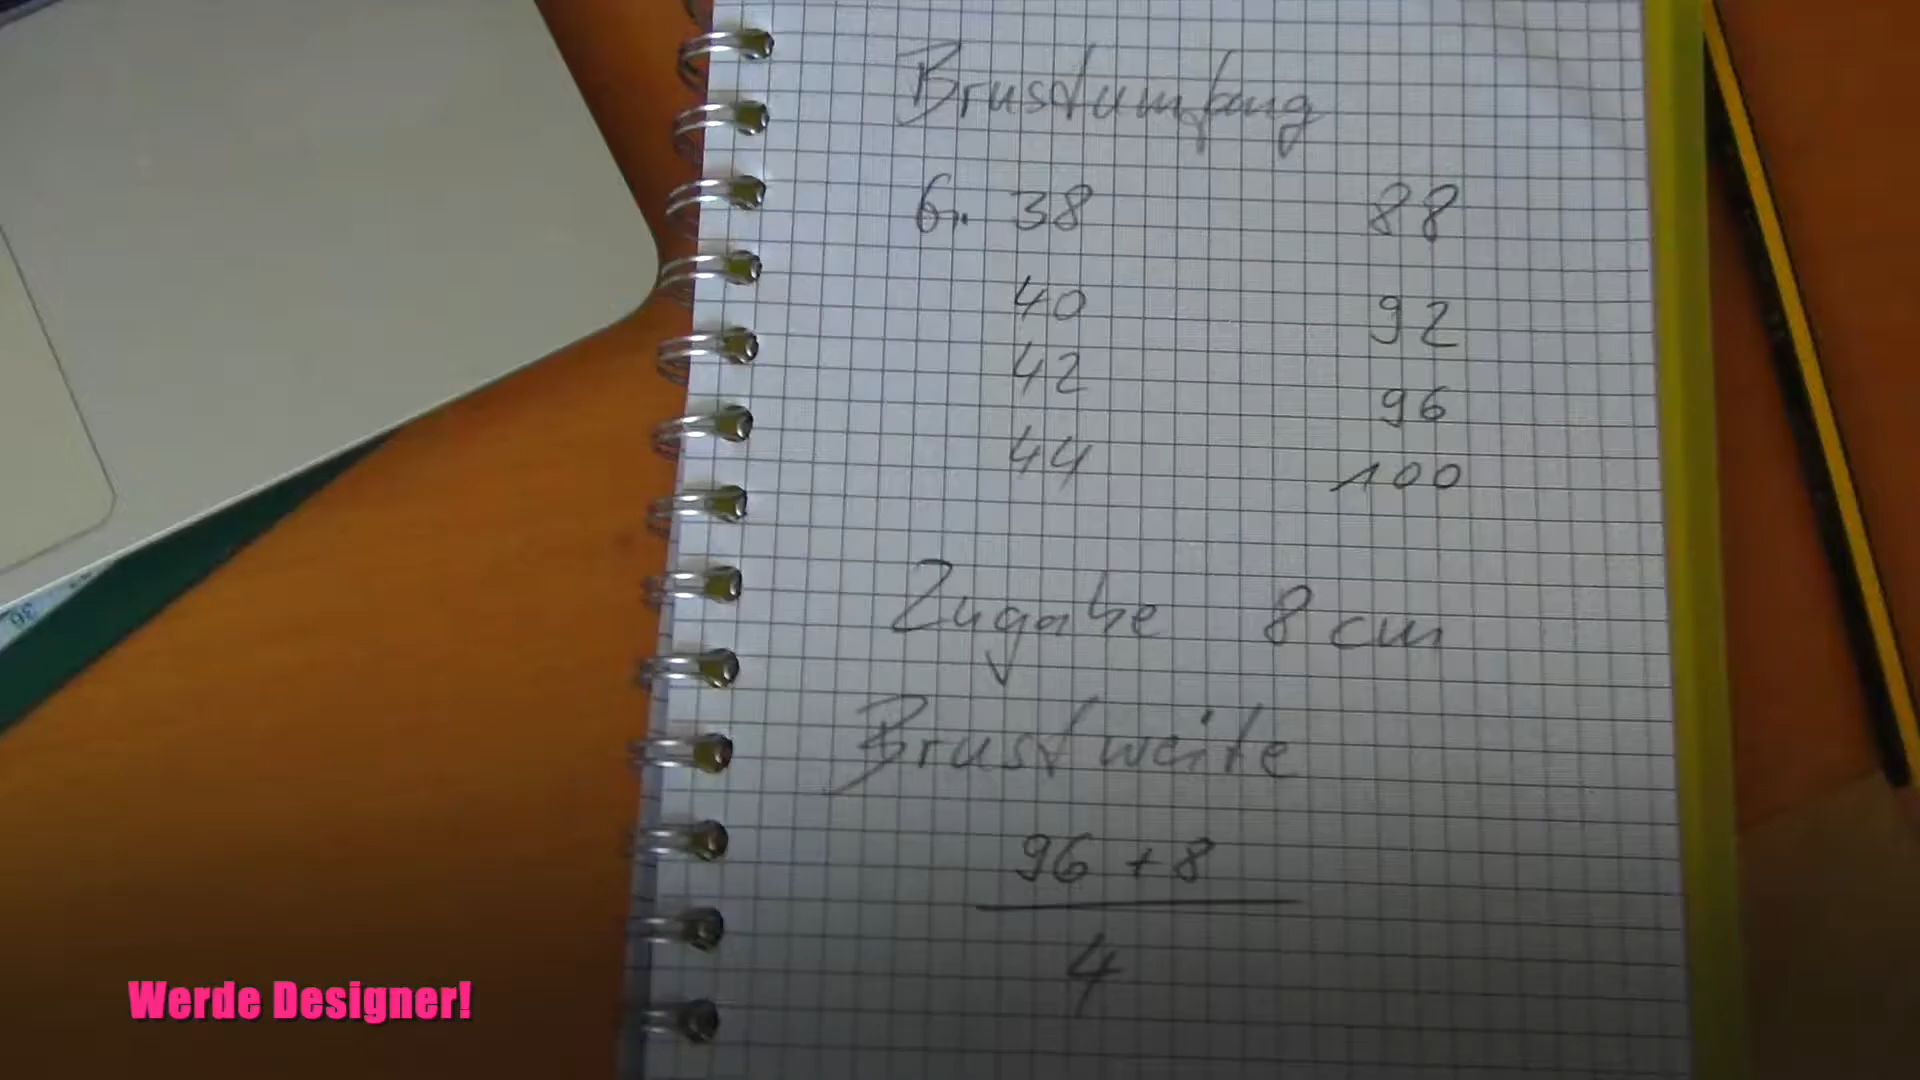 Brustumfang
Gr. 38 88
40 92
42 96
44 100
Zugabe 8 cm
Brustweite
96 + 8
4
36
Werde Designer!